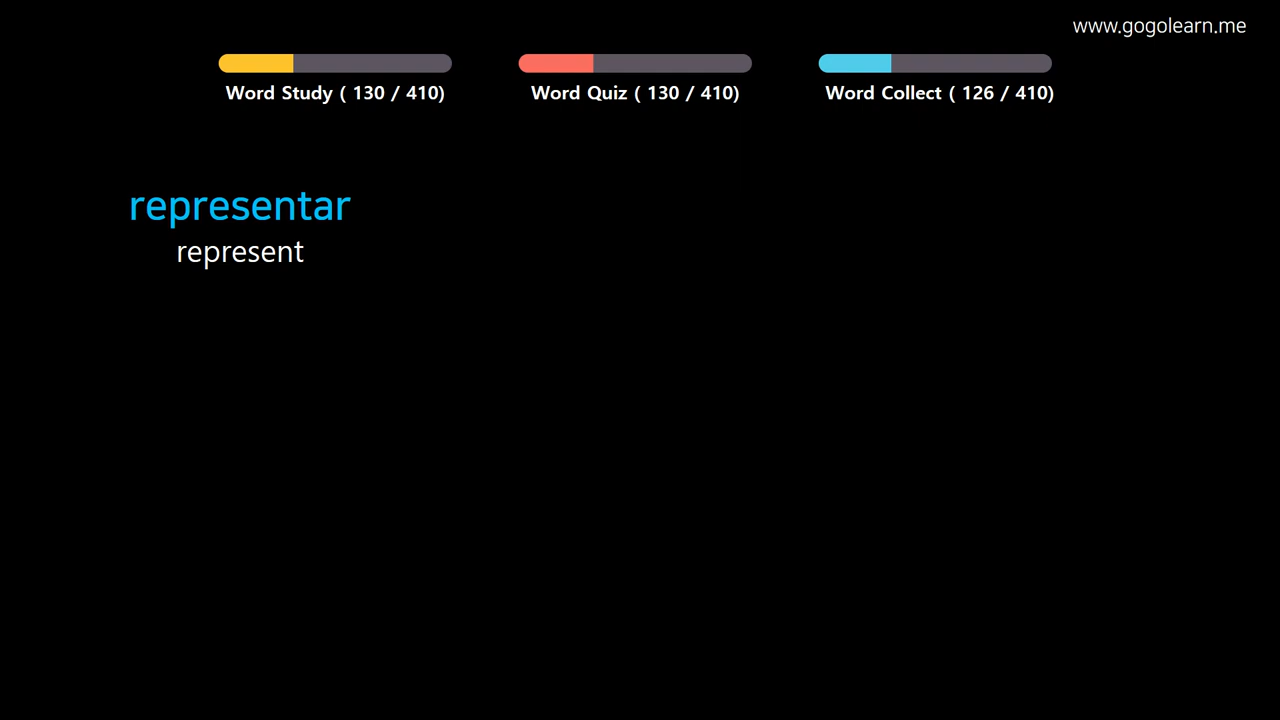 www.gogolearn.me
Word Study ( 130 / 410)
Word Quiz ( 130 / 410)
Word Collect ( 126 / 410)
representar
represent